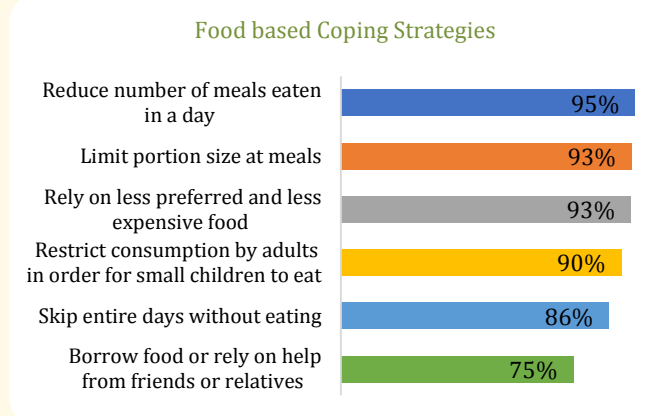 Food based Coping Strategies
Reduce number of meals eaten
in a day
95%
Limit portion size at meals
93%
Rely on less preferred and less
expensive food
93%
Restrict consumption by adults
in order for small children to eat
90%
Skip entire days without eating
86%
Borrow food or rely on help
from friends or relatives
75%